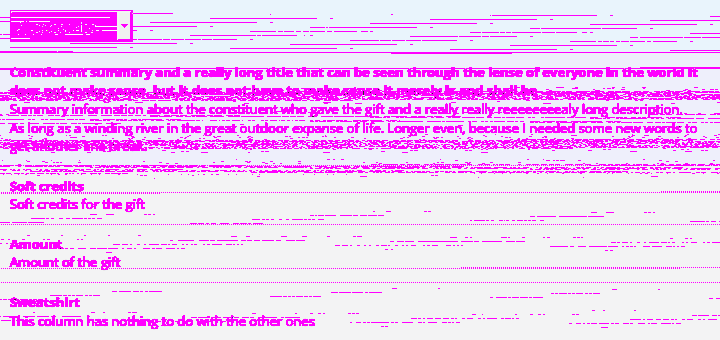 Constituent summary and a really long title that can be seen through the lense of everyone in the world it
does not make sense, but it does not have to make sense it merely is and shall be.
Summary information about the constituent who gave the gift and a really really reeeeeeeealy long description.
As long as a winding river in the great outdoor expanse of life. Longer even, because I needed some new words to
Soft credits
Soft credits for the gift
Amount
Amount of the gift
Sweatshirt
This column has nothing to do with the other ones